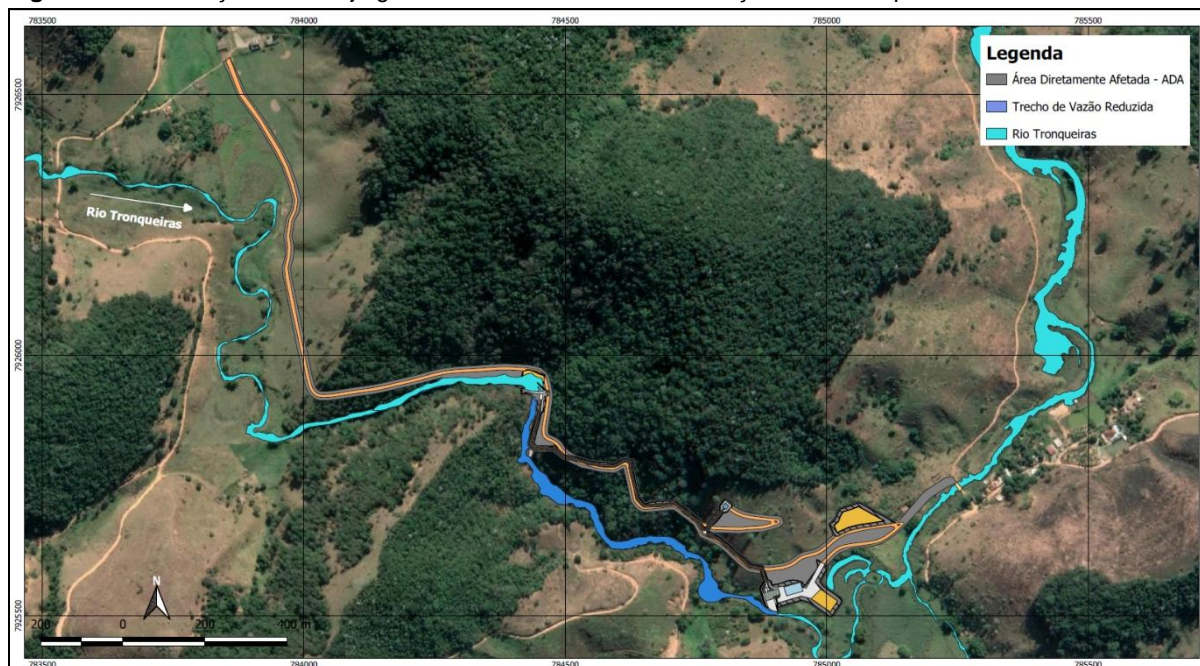 783500 784500 785000 785500
Legenda
Área Diretamente Afetada - ADA
Trecho de Vazão Reduzida
Rio Tronqueiras
7926500
Rio Tronqueiras
7926000
N
7925500 7925500
200 0 200 400 m
783500 784000 784500 785000 785500